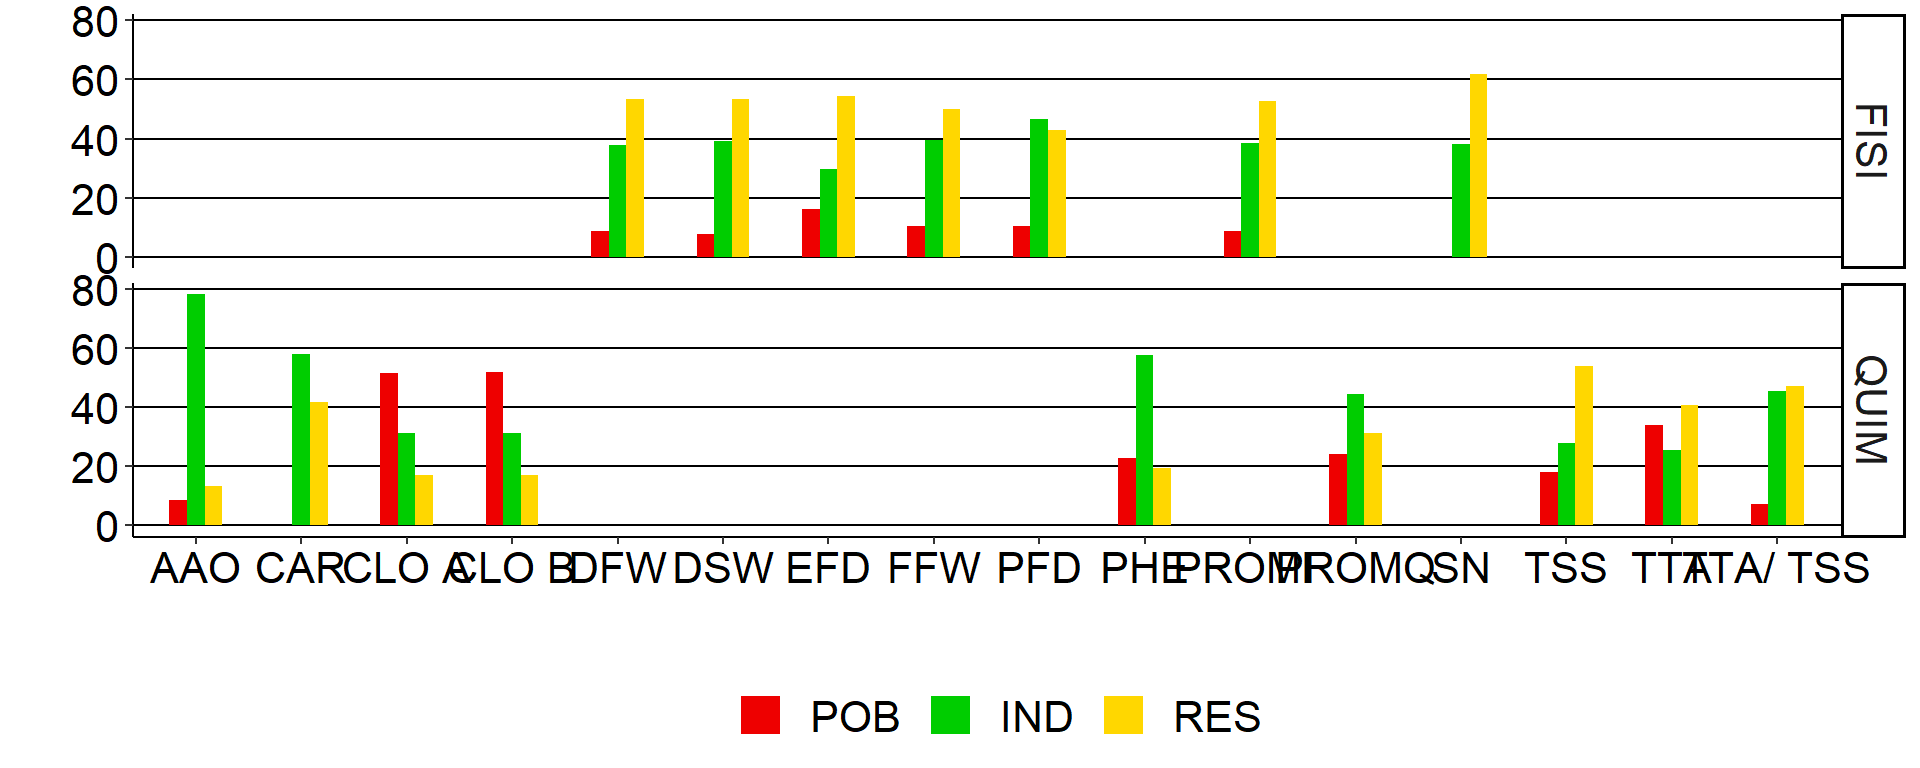 80
60
40
20
0
FISI
80
60
40
20
0
QUIM
AAO CAR CLO A CLO B DFW DSW EFD FFW PFD PHE PROMF PROMQ SN TSS TTA TTA/ TSS
POB IND RES